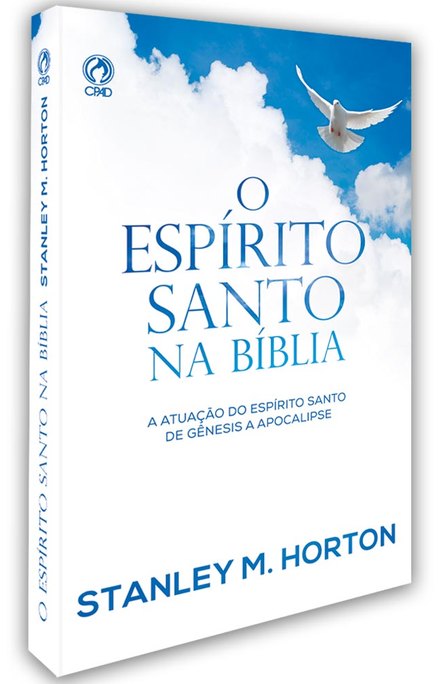 CPAD
O
ESPÍRITO
SANTO
NA BÍBLIA
A ATUAÇÃO DO ESPÍRITO SANTO
DE GÊNESIS A APOCALIPSE
STANLEY M. HORTON
O ESPÍRITO SANTO NA BÍBLIA STANLEY M. HORTON